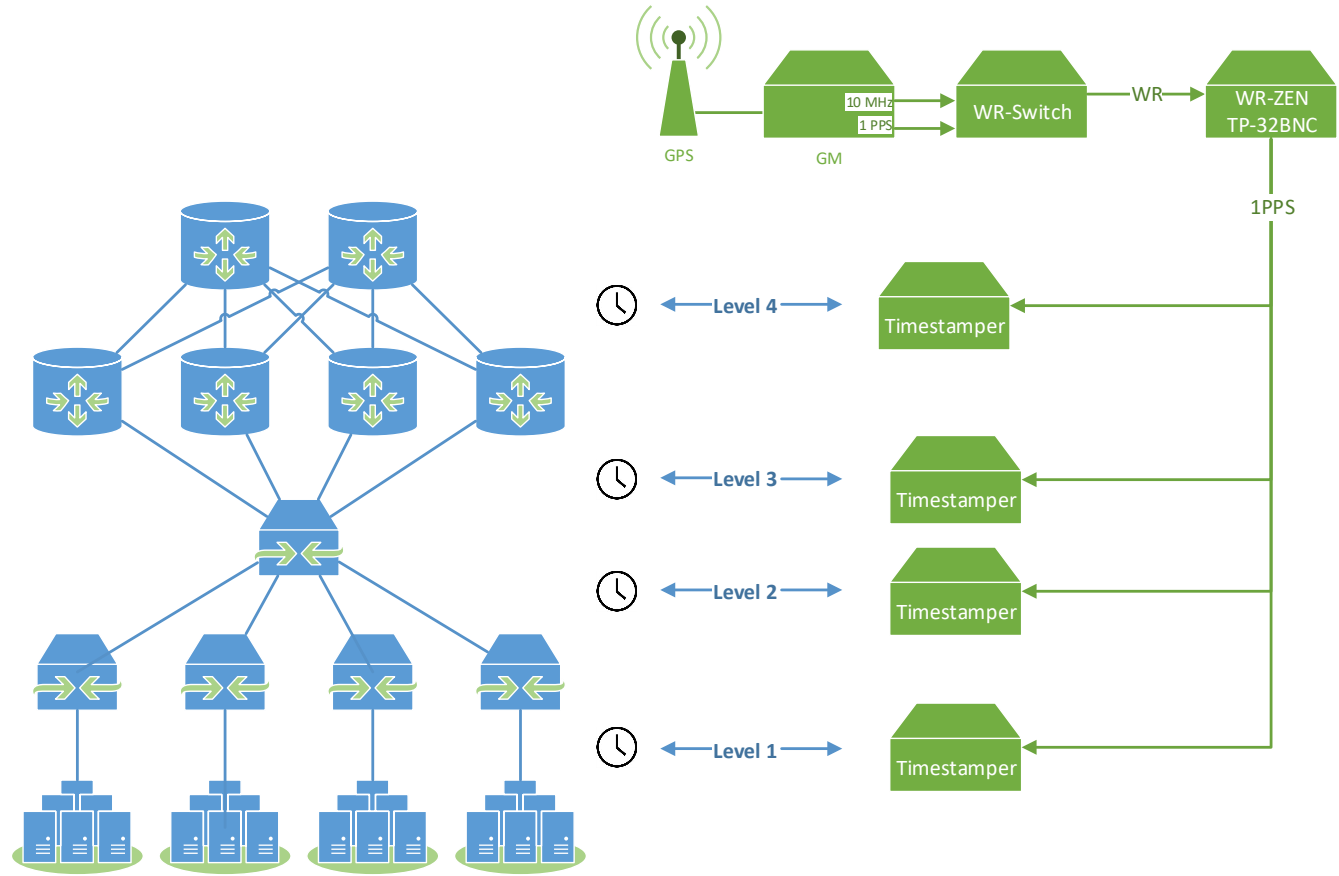 10 MHz
1 PPS
GPS
GM
WR-Switch
WR
WR-ZEN
TP-32BNC
1PPS
Level 4
Timestamper
Level 3
Timestamper
Level 2
Timestamper
Level 1
Timestamper